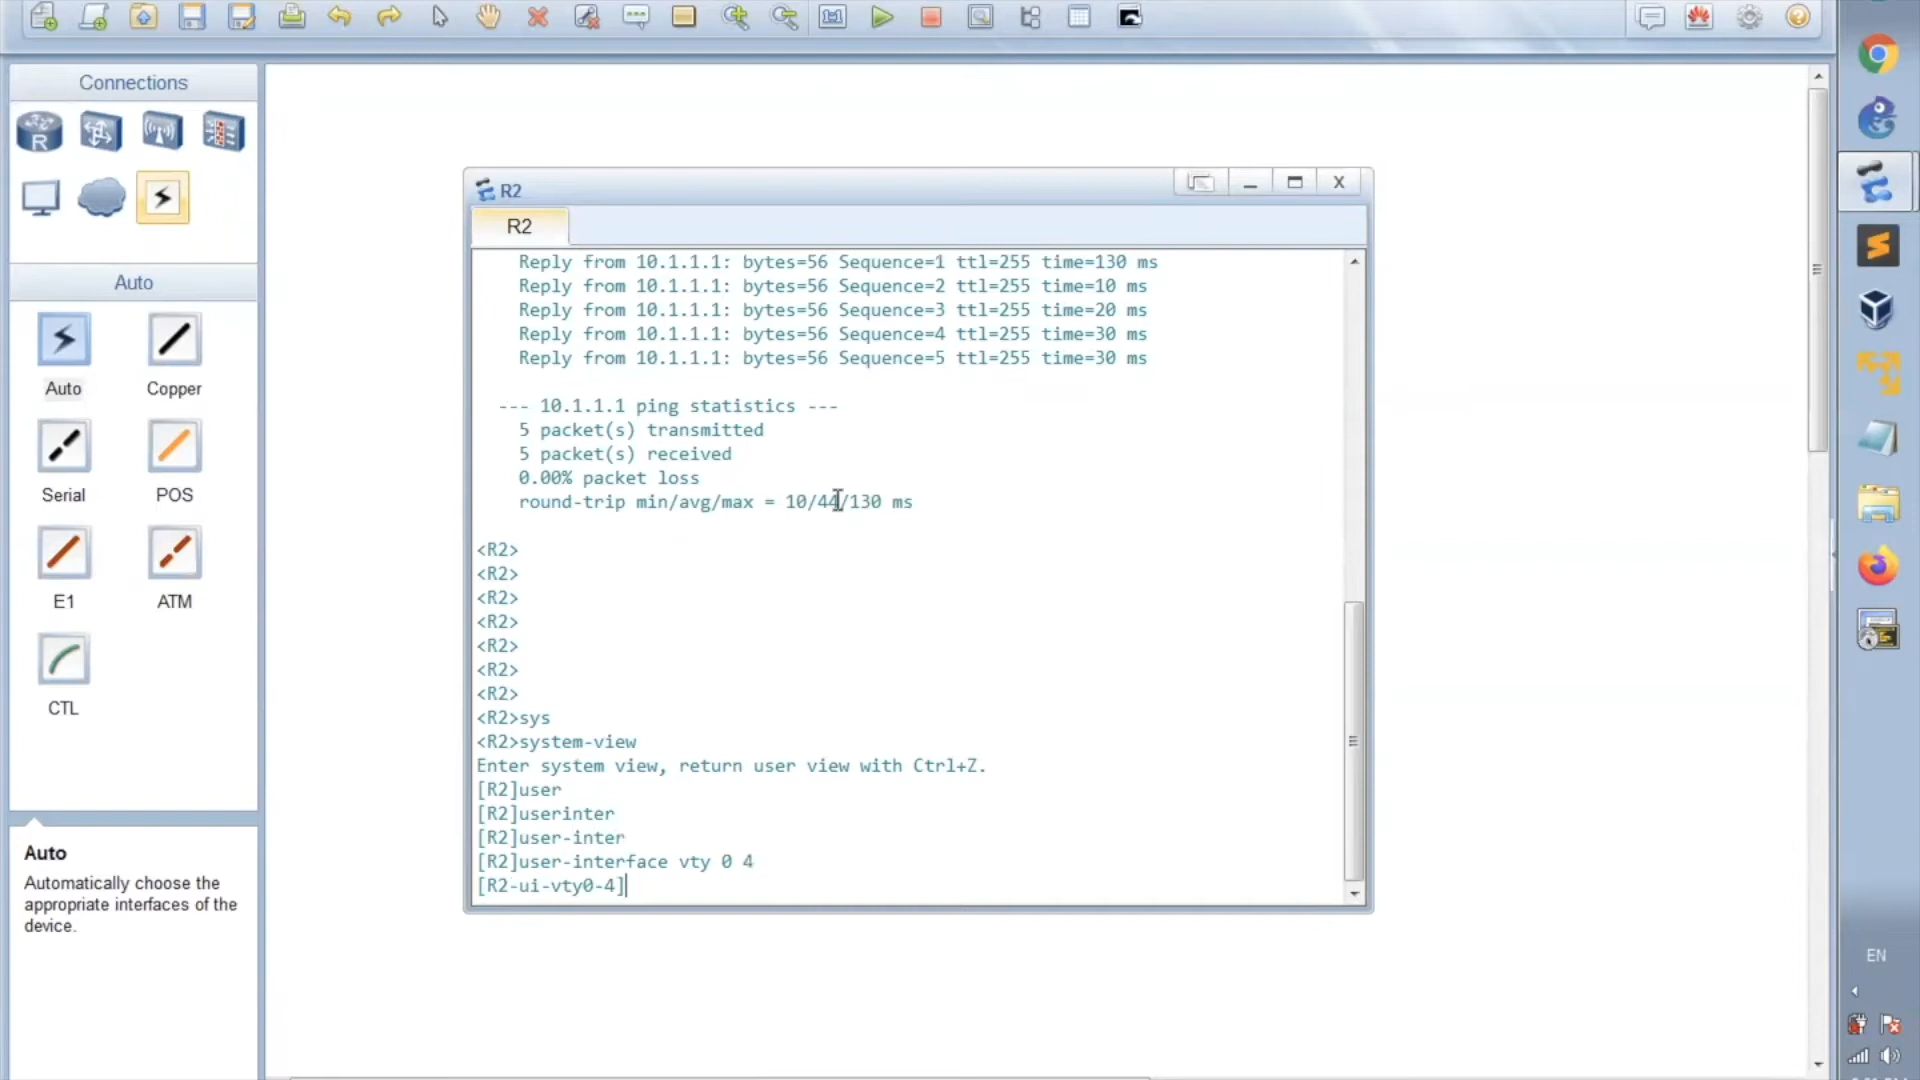 Connections
R2
R2
Auto
Auto
Copper
Serial
POS
E1
ATM
CTL
Auto
Automatically choose the
appropriate interfaces of the
device.
Reply from 10.1.1.1: bytes=56 Sequence=1 ttl=255 time=130 ms
Reply from 10.1.1.1: bytes=56 Sequence=2 ttl=255 time=10 ms
Reply from 10.1.1.1: bytes=56 Sequence=3 ttl=255 time=20 ms
Reply from 10.1.1.1: bytes=56 Sequence=4 ttl=255 time=30 ms
Reply from 10.1.1.1: bytes=56 Sequence=5 ttl=255 time=30 ms
--- 10.1.1.1 ping statistics ---
5 packet(s) transmitted
5 packet(s) received
0.00% packet loss
round-trip min/avg/max = 10/44/130 ms
<R2>
<R2>
<R2>
<R2>
<R2>
<R2>
<R2>
<R2>sys
<R2>system-view
Enter system view, return user view with Ctrl+Z.
[R2]user
[R2]userinter
[R2]user-inter
[R2]user-interface vty 0 4
[R2-ui-vty0-4]
EN